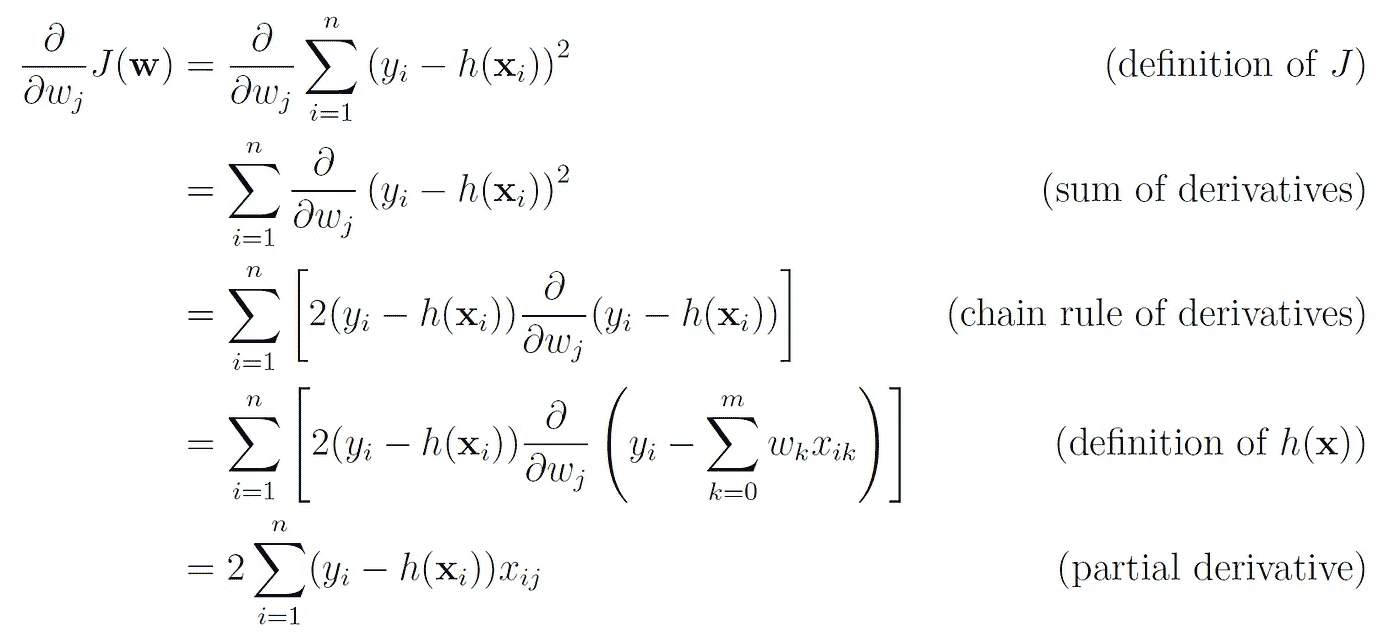 ∂/∂w_j J(𝐰) = ∂/∂w_j ∑_{i=1}^{n} (y_i − h(𝐱_i))² (definition of J)
= ∑_{i=1}^{n} ∂/∂w_j (y_i − h(𝐱_i))² (sum of derivatives)
= ∑_{i=1}^{n} [2(y_i − h(𝐱_i)) ∂/∂w_j (y_i − h(𝐱_i))] (chain rule of derivatives)
= ∑_{i=1}^{n} [2(y_i − h(𝐱_i)) ∂/∂w_j (y_i − ∑_{k=0}^{m} w_k x_{ik})] (definition of h(𝐱))
= 2 ∑_{i=1}^{n} (y_i − h(𝐱_i))x_{ij} (partial derivative)